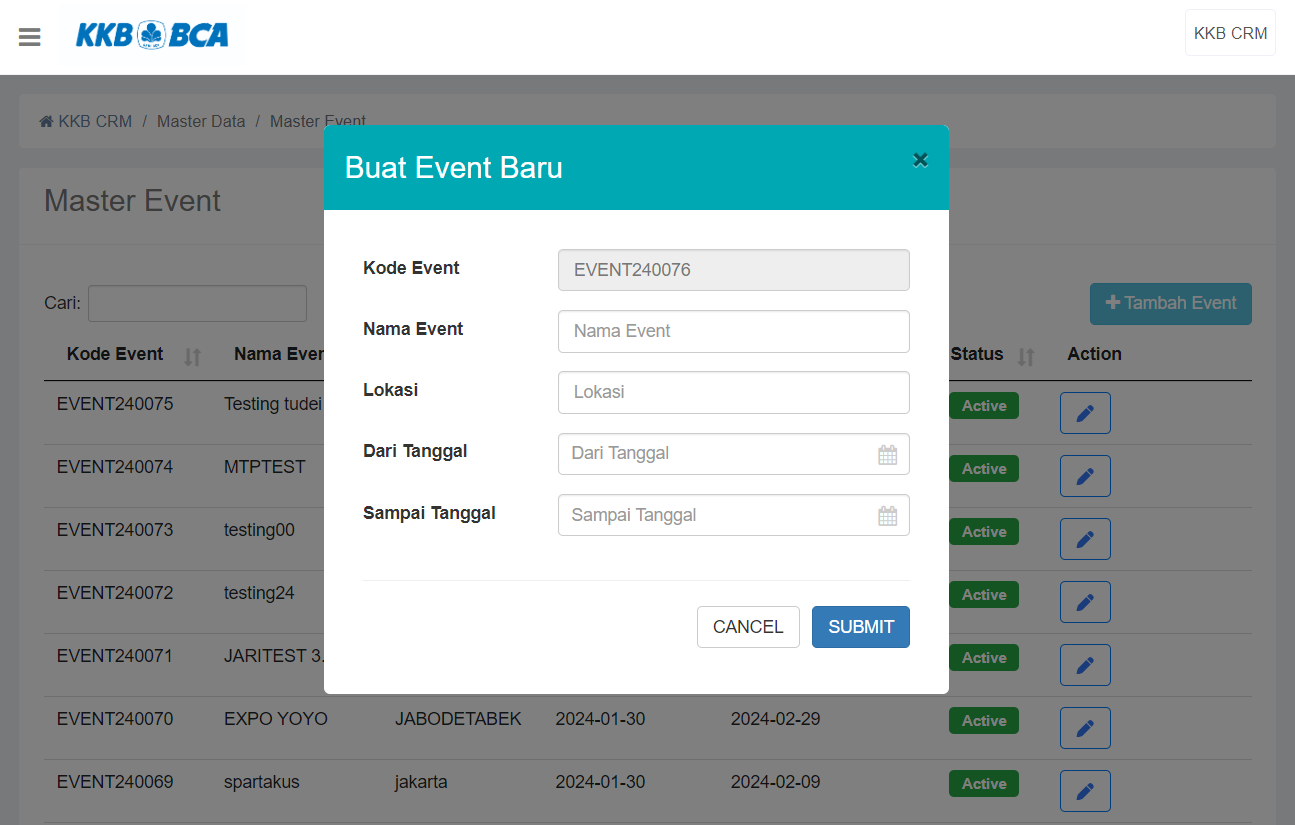 KKB BCA
KKB CRM
KKB CRM / Master Data / Master Event
Buat Event Baru
Master Event
Kode Event EVENT240076
Nama Event Nama Event
Lokasi Lokasi
Dari Tanggal Dari Tanggal
Sampai Tanggal Sampai Tanggal
CANCEL SUBMIT
Cari:
Tambah Event
Kode Event Status Action
EVENT240075 Testing tudei Active
EVENT240074 MTPTEST Active
EVENT240073 testing00 Active
EVENT240072 testing24 Active
EVENT240071 JARITEST 3. Active
EVENT240070 EXPO YOYO JABODETABEK 2024-01-30 2024-02-29 Active
EVENT240069 spartakus jakarta 2024-01-30 2024-02-09 Active